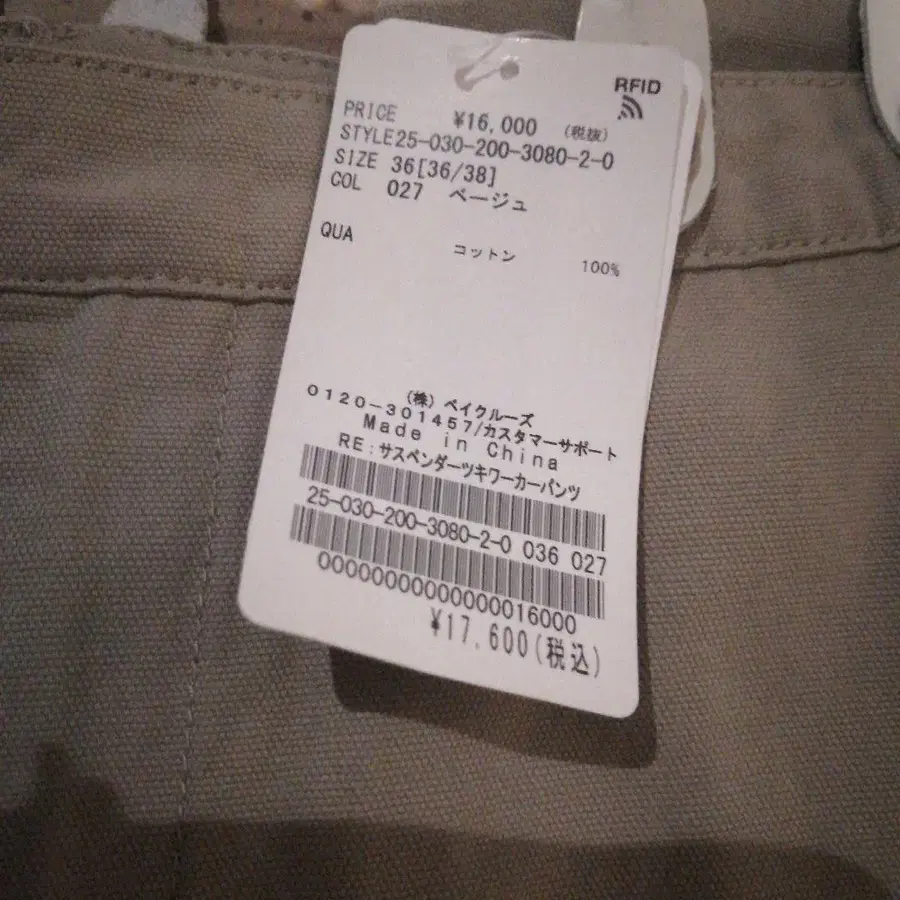 RFID
PRICE ¥16,000 (税抜)
STYLE25-030-200-3080-2-0
SIZE 36[36/38]
COL 027 ベージュ
QUA コットン 100%
(株) ベイクルーズ
0120-301457/カスタマーサポート
Made in China
RE:サスペンダーツキワーカーパンツ
25-030-200-3080-2-0 036 027
0000000000000016000
¥17,600(税込)